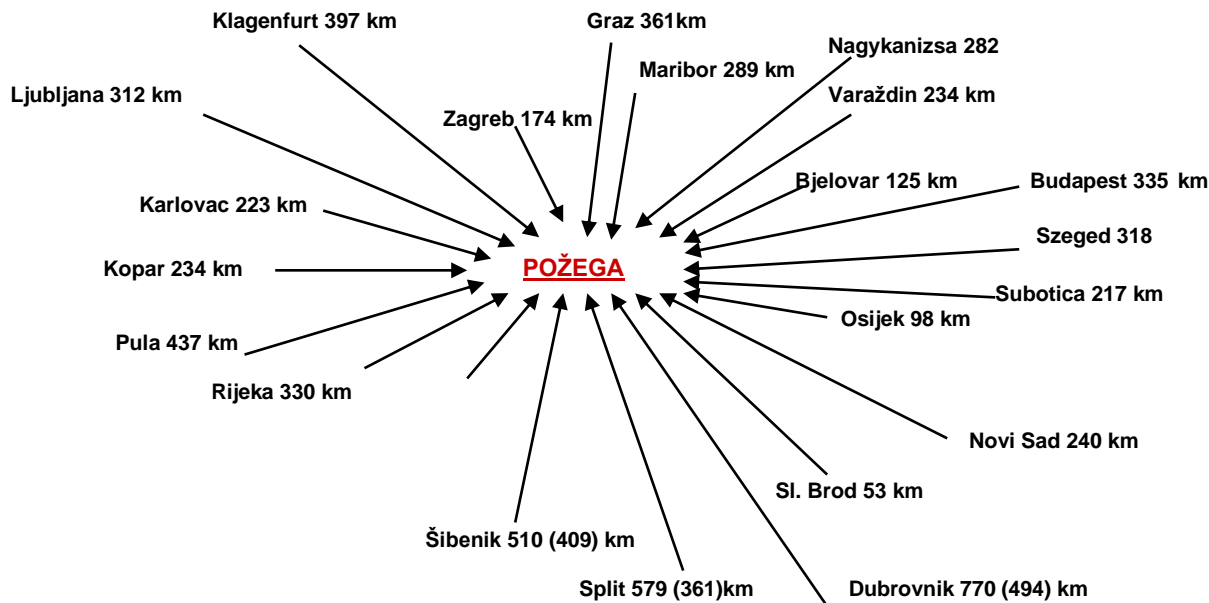 Klagenfurt 397 km
Graz 361km
Nagykanizsa 282
Maribor 289 km
Ljubljana 312 km
Varaždin 234 km
Zagreb 174 km
Bjelovar 125 km
Budapest 335 km
Karlovac 223 km
Szeged 318
Kopar 234 km
POŽEGA
Subotica 217 km
Osijek 98 km
Pula 437 km
Rijeka 330 km
Novi Sad 240 km
Sl. Brod 53 km
Šibenik 510 (409) km
Split 579 (361)km
Dubrovnik 770 (494) km